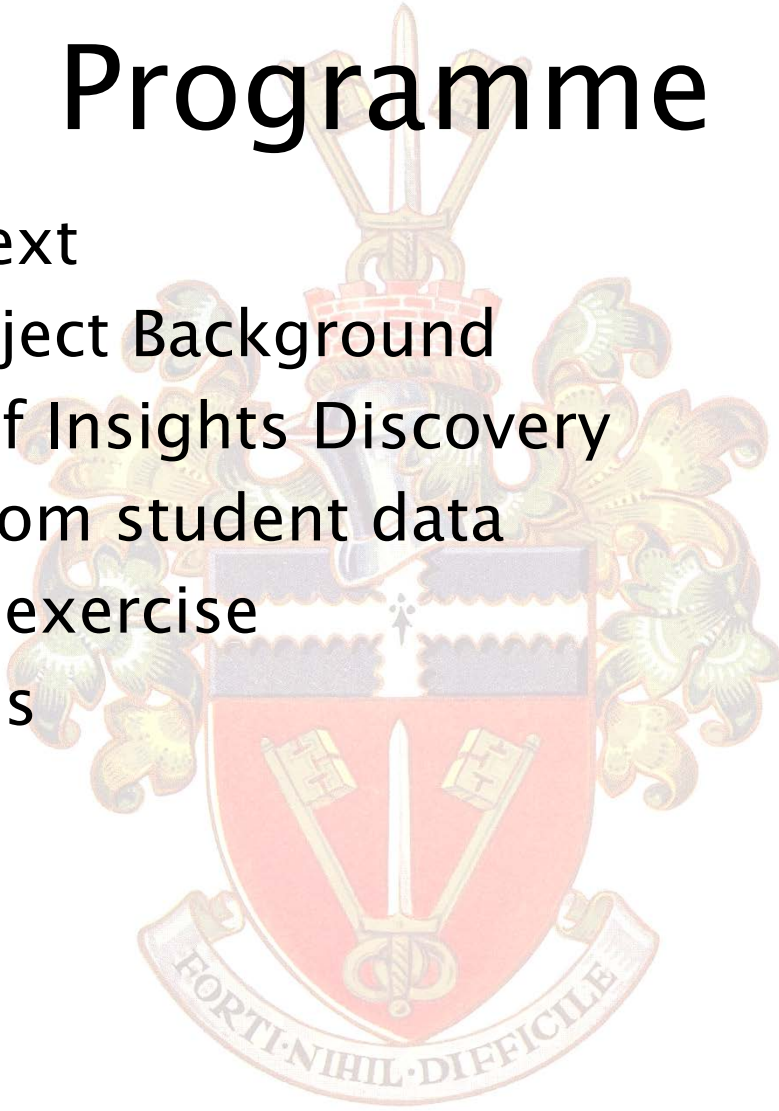 Programme
ext
ject Background
f Insights Discovery
om student data
exercise
s
FORTI·NIHIL·DIFFICILE